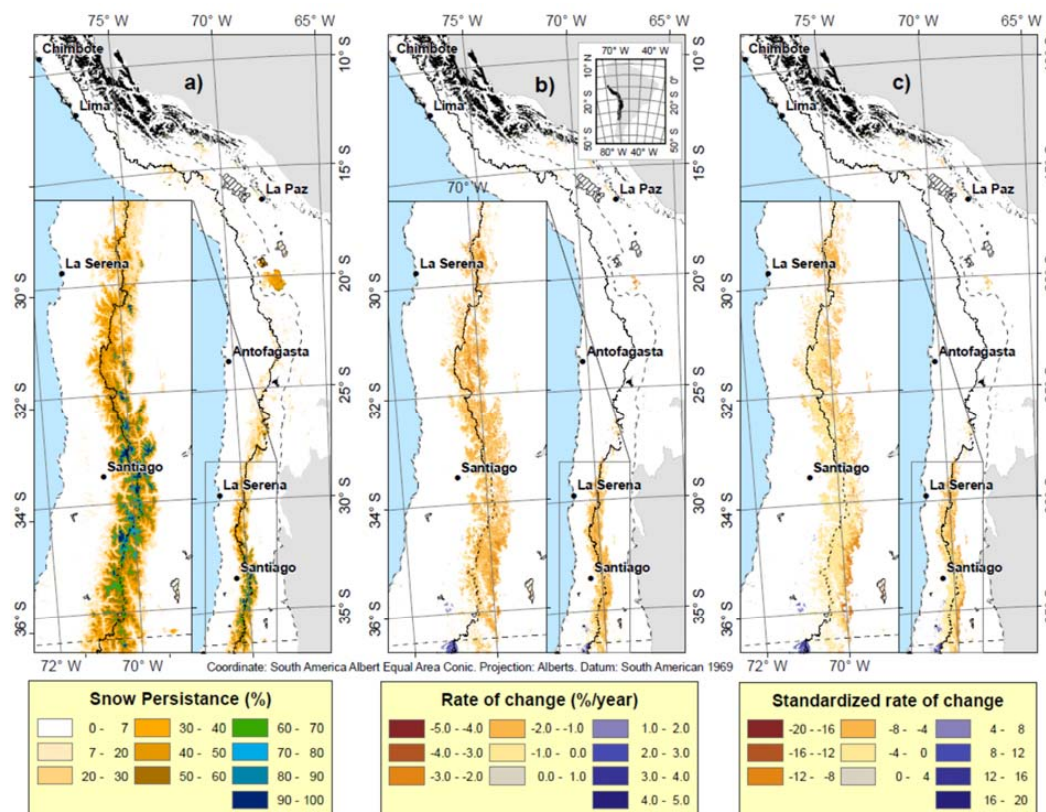 75° W 70° W 65° W 75° W 70° W 65° W 75° W 70° W 65° W
Chimbote
Lima
a)
La Paz
La Serena
Antofagasta
Santiago
La Serena
Santiago
10° S
15° S
20° S
25° S
30° S
35° S
30° S
32° S
34° S
36° S
72° W 70° W
Chimbote
Lima
b)
70° W 40° W
10° N
20° S
50° S
0°
20° S
50° S
80° W 40° W
70° W
La Paz
La Serena
Antofagasta
Santiago
La Serena
Santiago
10° S
15° S
20° S
25° S
30° S
35° S
30° S
32° S
34° S
36° S
Chimbote
Lima
c)
La Paz
La Serena
Antofagasta
Santiago
La Serena
Santiago
10° S
15° S
20° S
25° S
30° S
35° S
30° S
32° S
34° S
36° S
72° W 70° W
Coordinate: South America Albert Equal Area Conic. Projection: Alberts. Datum: South American 1969
Snow Persistance (%)
0 - 7 30 - 40 60 - 70
7 - 20 40 - 50 70 - 80
20 - 30 50 - 60 80 - 90
90 - 100
Rate of change (%/year)
-5.0 - -4.0 -2.0 - -1.0 1.0 - 2.0
-4.0 - -3.0 -1.0 - 0.0 2.0 - 3.0
-3.0 - -2.0 0.0 - 1.0 3.0 - 4.0
4.0 - 5.0
Standardized rate of change
-20 - -16 -8 - -4 4 - 8
-16 - -12 -4 - 0 8 - 12
-12 - -8 0 - 4 12 - 16
16 - 20